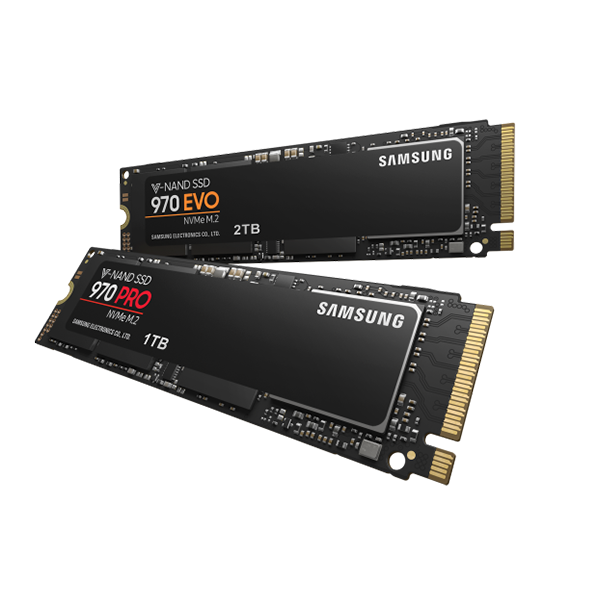 SAMSUNG
V-NAND SSD
970 EVO
NVMe M.2
SAMSUNG ELECTRONICS CO., LTD.
2TB
SAMSUNG
V-NAND SSD
970 PRO
NVMe M.2
SAMSUNG ELECTRONICS CO., LTD.
1TB